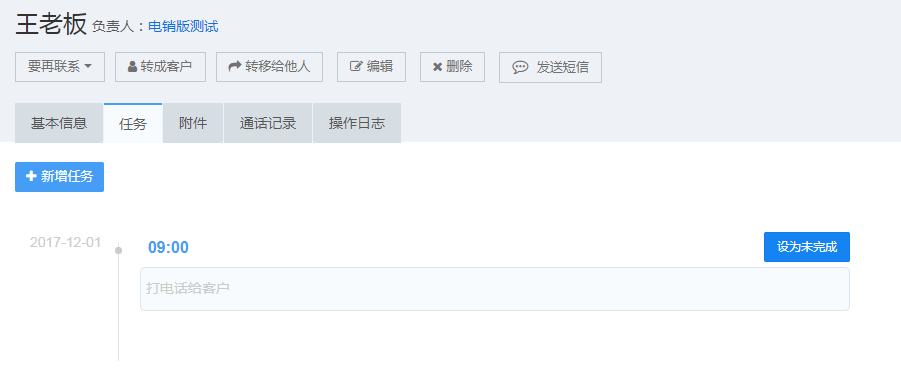 王老板 负责人：电销版测试
要再联系 转成客户 转移给他人 编辑 删除 发送短信
基本信息 任务 附件 通话记录 操作日志
新增任务
2017-12-01 09:00 设为未完成
打电话给客户